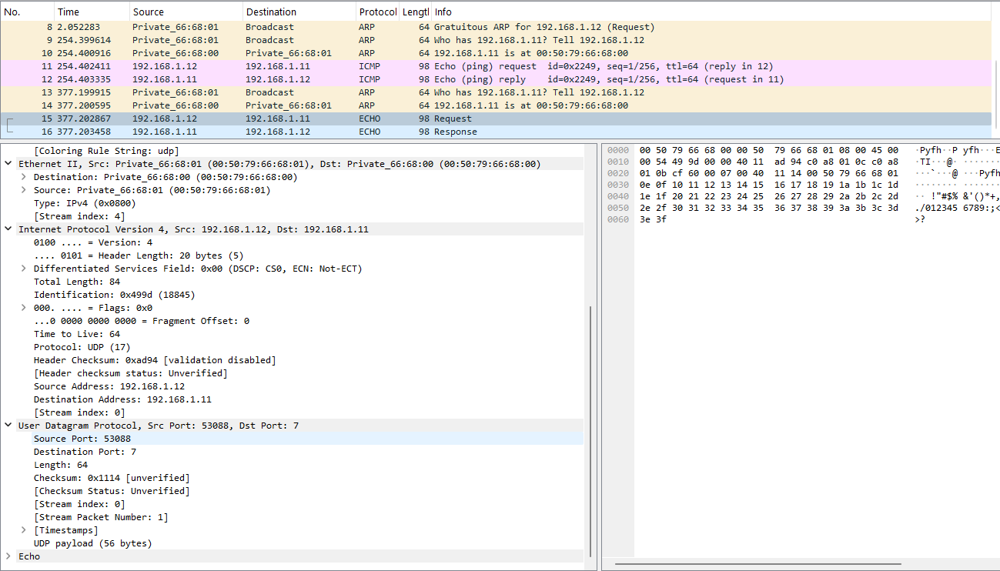 No. Time Source Destination Protocol Lengtl Info
8 2.052283 Private_66:68:01 Broadcast ARP 64 Gratuitous ARP for 192.168.1.12 (Request)
9 254.399614 Private_66:68:01 Broadcast ARP 64 Who has 192.168.1.11? Tell 192.168.1.12
10 254.400916 Private_66:68:00 Private_66:68:01 ARP 64 192.168.1.11 is at 00:50:79:66:68:00
11 254.402411 192.168.1.12 192.168.1.11 ICMP 98 Echo (ping) request id=0x2249, seq=1/256, ttl=64 (reply in 12)
12 254.403335 192.168.1.11 192.168.1.12 ICMP 98 Echo (ping) reply id=0x2249, seq=1/256, ttl=64 (request in 11)
13 377.199915 Private_66:68:01 Broadcast ARP 64 Who has 192.168.1.11? Tell 192.168.1.12
14 377.200595 Private_66:68:00 Private_66:68:01 ARP 64 192.168.1.11 is at 00:50:79:66:68:00
15 377.202867 192.168.1.12 192.168.1.11 ECHO 98 Request
16 377.203458 192.168.1.11 192.168.1.12 ECHO 98 Response
[Coloring Rule String: udp]
Ethernet II, Src: Private_66:68:01 (00:50:79:66:68:01), Dst: Private_66:68:00 (00:50:79:66:68:00)
Destination: Private_66:68:00 (00:50:79:66:68:00)
Source: Private_66:68:01 (00:50:79:66:68:01)
Type: IPv4 (0x0800)
[Stream index: 4]
Internet Protocol Version 4, Src: 192.168.1.12, Dst: 192.168.1.11
0100 .... = Version: 4
.... 0101 = Header Length: 20 bytes (5)
Differentiated Services Field: 0x00 (DSCP: CS0, ECN: Not-ECT)
Total Length: 84
Identification: 0x499d (18845)
000. .... = Flags: 0x0
...0 0000 0000 0000 = Fragment Offset: 0
Time to Live: 64
Protocol: UDP (17)
Header Checksum: 0xad94 [validation disabled]
[Header checksum status: Unverified]
Source Address: 192.168.1.12
Destination Address: 192.168.1.11
[Stream index: 0]
User Datagram Protocol, Src Port: 53088, Dst Port: 7
Source Port: 53088
Destination Port: 7
Length: 64
Checksum: 0x1114 [unverified]
[Checksum Status: Unverified]
[Stream index: 0]
[Stream Packet Number: 1]
[Timestamps]
UDP payload (56 bytes)
Echo
0000 00 50 79 66 68 00 00 50 79 66 68 01 08 00 45 00 ·Pyfh··P yfh···E
0010 00 54 49 9d 00 00 40 11 ad 94 c0 a8 01 0c c0 a8 ·TI···@· ·······
0020 01 0b cf 60 00 07 00 40 11 14 00 50 79 66 68 01 ···`···@ ···Pyfh
0030 0e 0f 10 11 12 13 14 15 16 17 18 19 1a 1b 1c 1d ········ ·······
0040 1e 1f 20 21 22 23 24 25 26 27 28 29 2a 2b 2c 2d ·· !"#$% &'()*+,
0050 2e 2f 30 31 32 33 34 35 36 37 38 39 3a 3b 3c 3d ./012345 6789:;<
0060 3e 3f >?